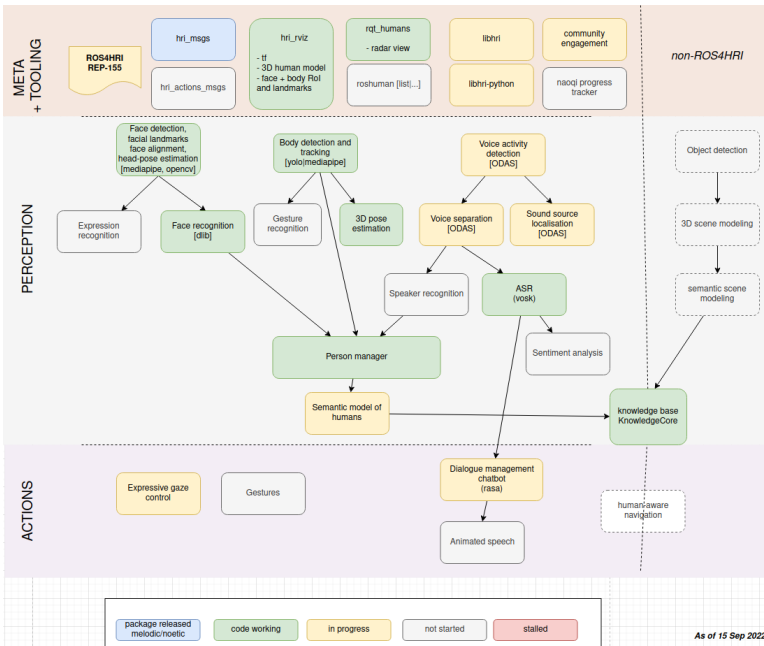 META
+ TOOLING
ROS4HRI
REP-155
hri_msgs
hri_actions_msgs
hri_rviz
- tf
- 3D human model
- face + body RoI
and landmarks
rqt_humans
- radar view
roshuman [list|...]
libhri
libhri-python
community
engagement
naoqi progress
tracker
non-ROS4HRI
PERCEPTION
Face detection,
facial landmarks
face alignment,
head-pose estimation
[mediapipe, opencv]
Body detection and
tracking
[yolo|mediapipe]
Voice activity
detection
[ODAS]
Object detection
Expression
recognition
Face recognition
[dlib]
Gesture
recognition
3D pose
estimation
Voice separation
[ODAS]
Sound source
localisation
[ODAS]
3D scene modeling
Speaker recognition
ASR
(vosk)
semantic scene
modeling
Person manager
Sentiment analysis
Semantic model of
humans
knowledge base
KnowledgeCore
ACTIONS
Expressive gaze
control
Gestures
Dialogue management
chatbot
(rasa)
human-aware
navigation
Animated speech
package released
melodic/noetic
code working
in progress
not started
stalled
As of 15 Sep 2022